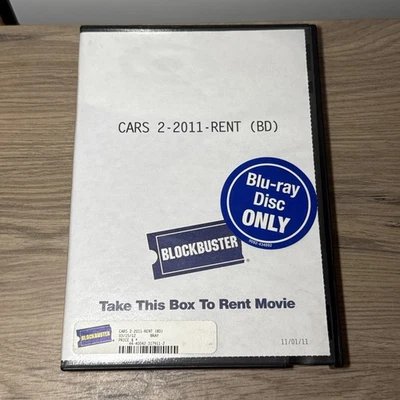 CARS 2-2011-RENT (BD)
Blu-ray
Disc
ONLY
BLOCKBUSTER
Take This Box To Rent Movie
BLOCKBUSTER
CARS 2-2011-RENT (BD)
11/01/11